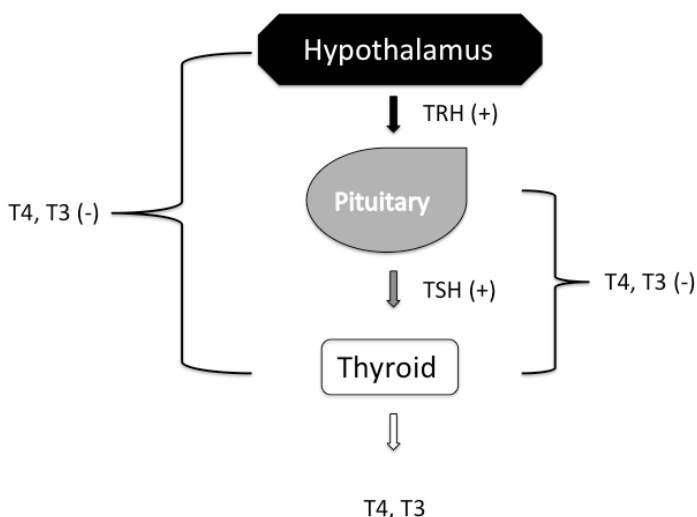 Hypothalamus
TRH (+)
Pituitary
T4, T3 (-)
T4, T3 (-)
TSH (+)
Thyroid
T4, T3